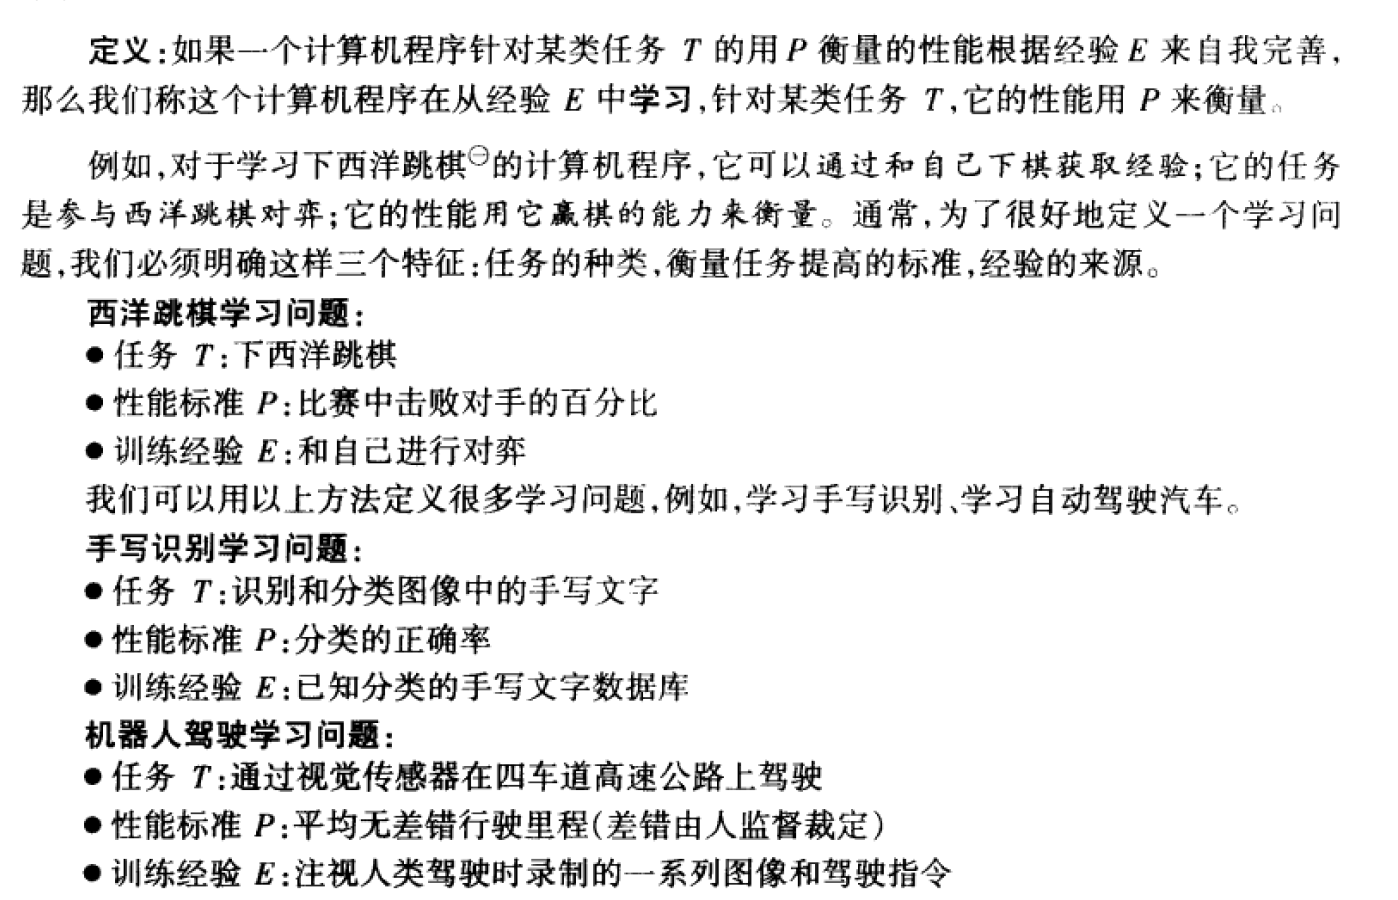 定义:如果一个计算机程序针对某类任务 T 的用 P 衡量的性能根据经验 E 来自我完善,
那么我们称这个计算机程序在从经验 E 中学习,针对某类任务 T,它的性能用 P 来衡量。
例如,对于学习下西洋跳棋㊀的计算机程序,它可以通过和自己下棋获取经验;它的任务
是参与西洋跳棋对弈;它的性能用它赢棋的能力来衡量。通常,为了很好地定义一个学习问
题,我们必须明确这样三个特征:任务的种类,衡量任务提高的标准,经验的来源。
西洋跳棋学习问题:
●任务 T:下西洋跳棋
●性能标准 P:比赛中击败对手的百分比
●训练经验 E:和自己进行对弈
我们可以用以上方法定义很多学习问题,例如,学习手写识别、学习自动驾驶汽车。
手写识别学习问题:
●任务 T:识别和分类图像中的手写文字
●性能标准 P:分类的正确率
●训练经验 E:已知分类的手写文字数据库
机器人驾驶学习问题:
●任务 T:通过视觉传感器在四车道高速公路上驾驶
●性能标准 P:平均无差错行驶里程(差错由人监督裁定)
●训练经验 E:注视人类驾驶时录制的一系列图像和驾驶指令